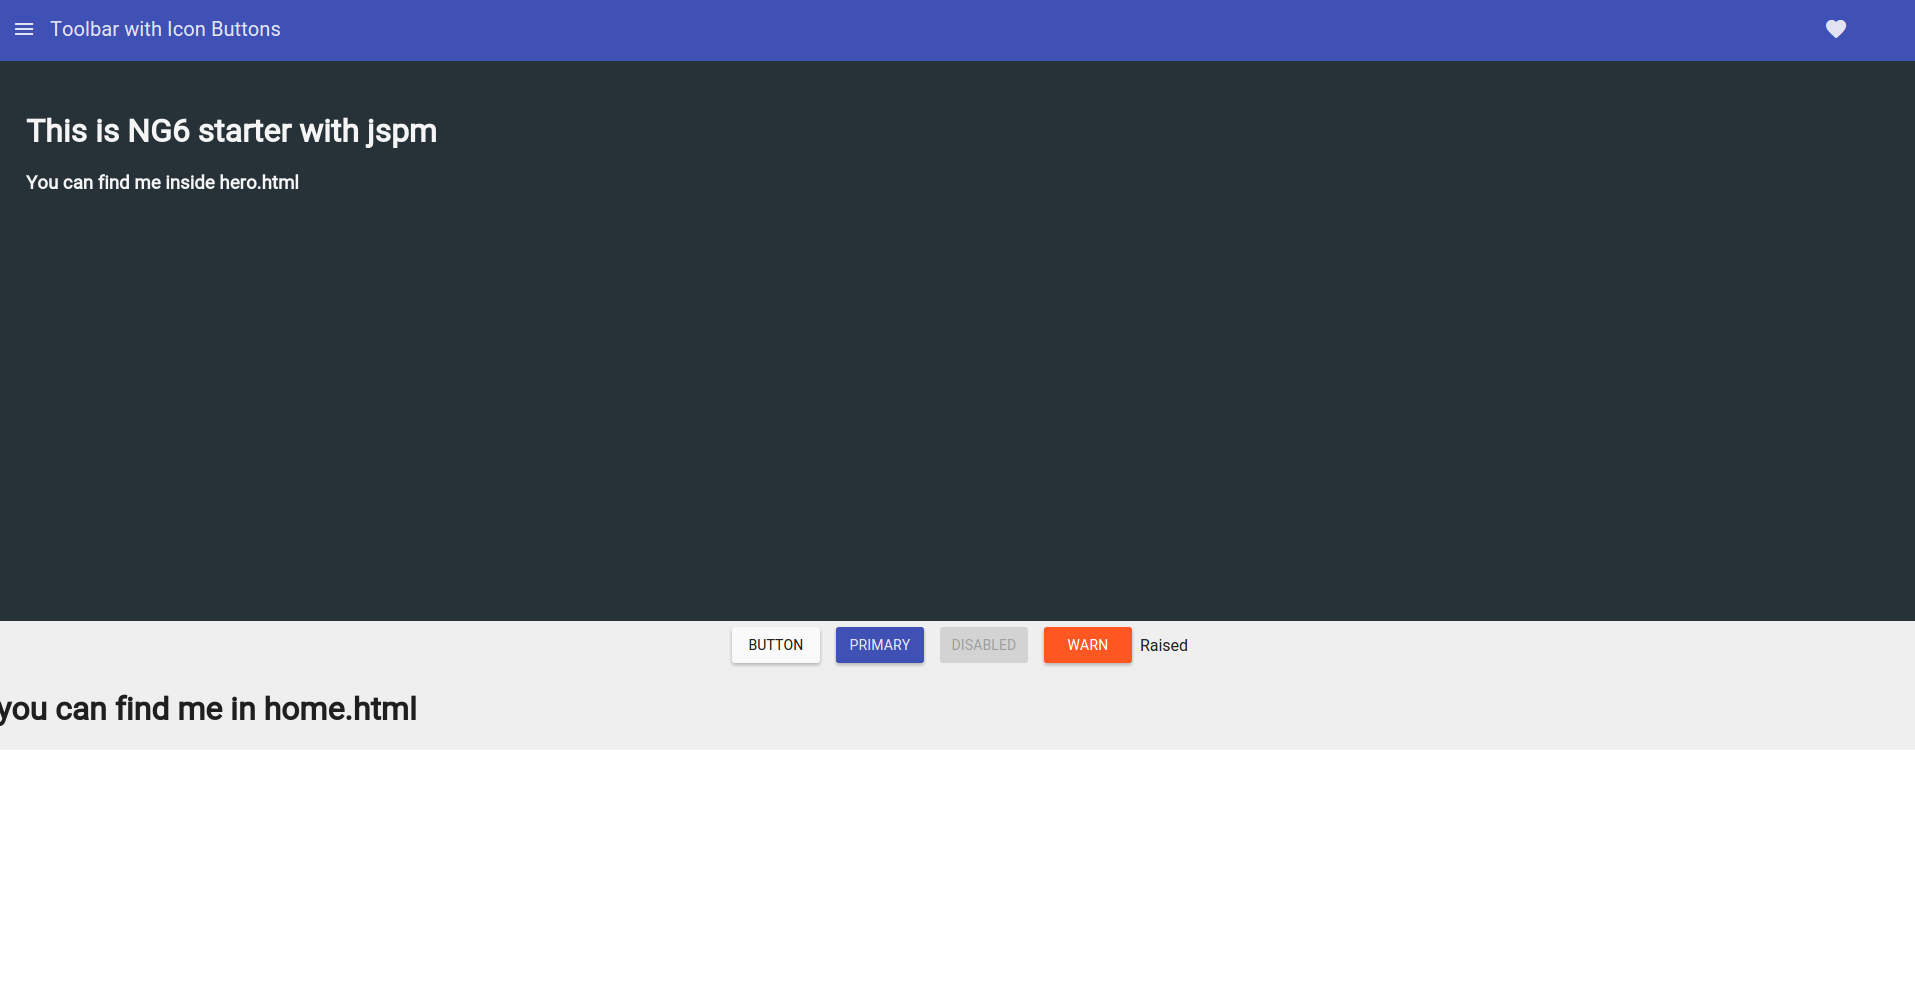 Toolbar with Icon Buttons
This is NG6 starter with jspm
You can find me inside hero.html
BUTTON PRIMARY DISABLED WARN Raised
you can find me in home.html